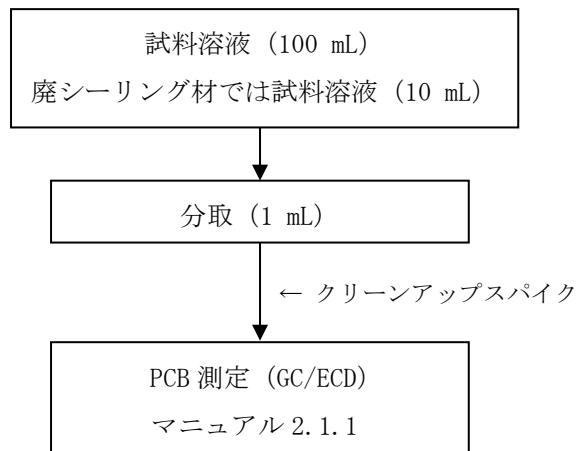 試料溶液 (100 mL)
廃シーリング材では試料溶液 (10 mL)
分取 (1 mL)
← クリーンアップスパイク
PCB 測定 (GC/ECD)
マニュアル 2.1.1